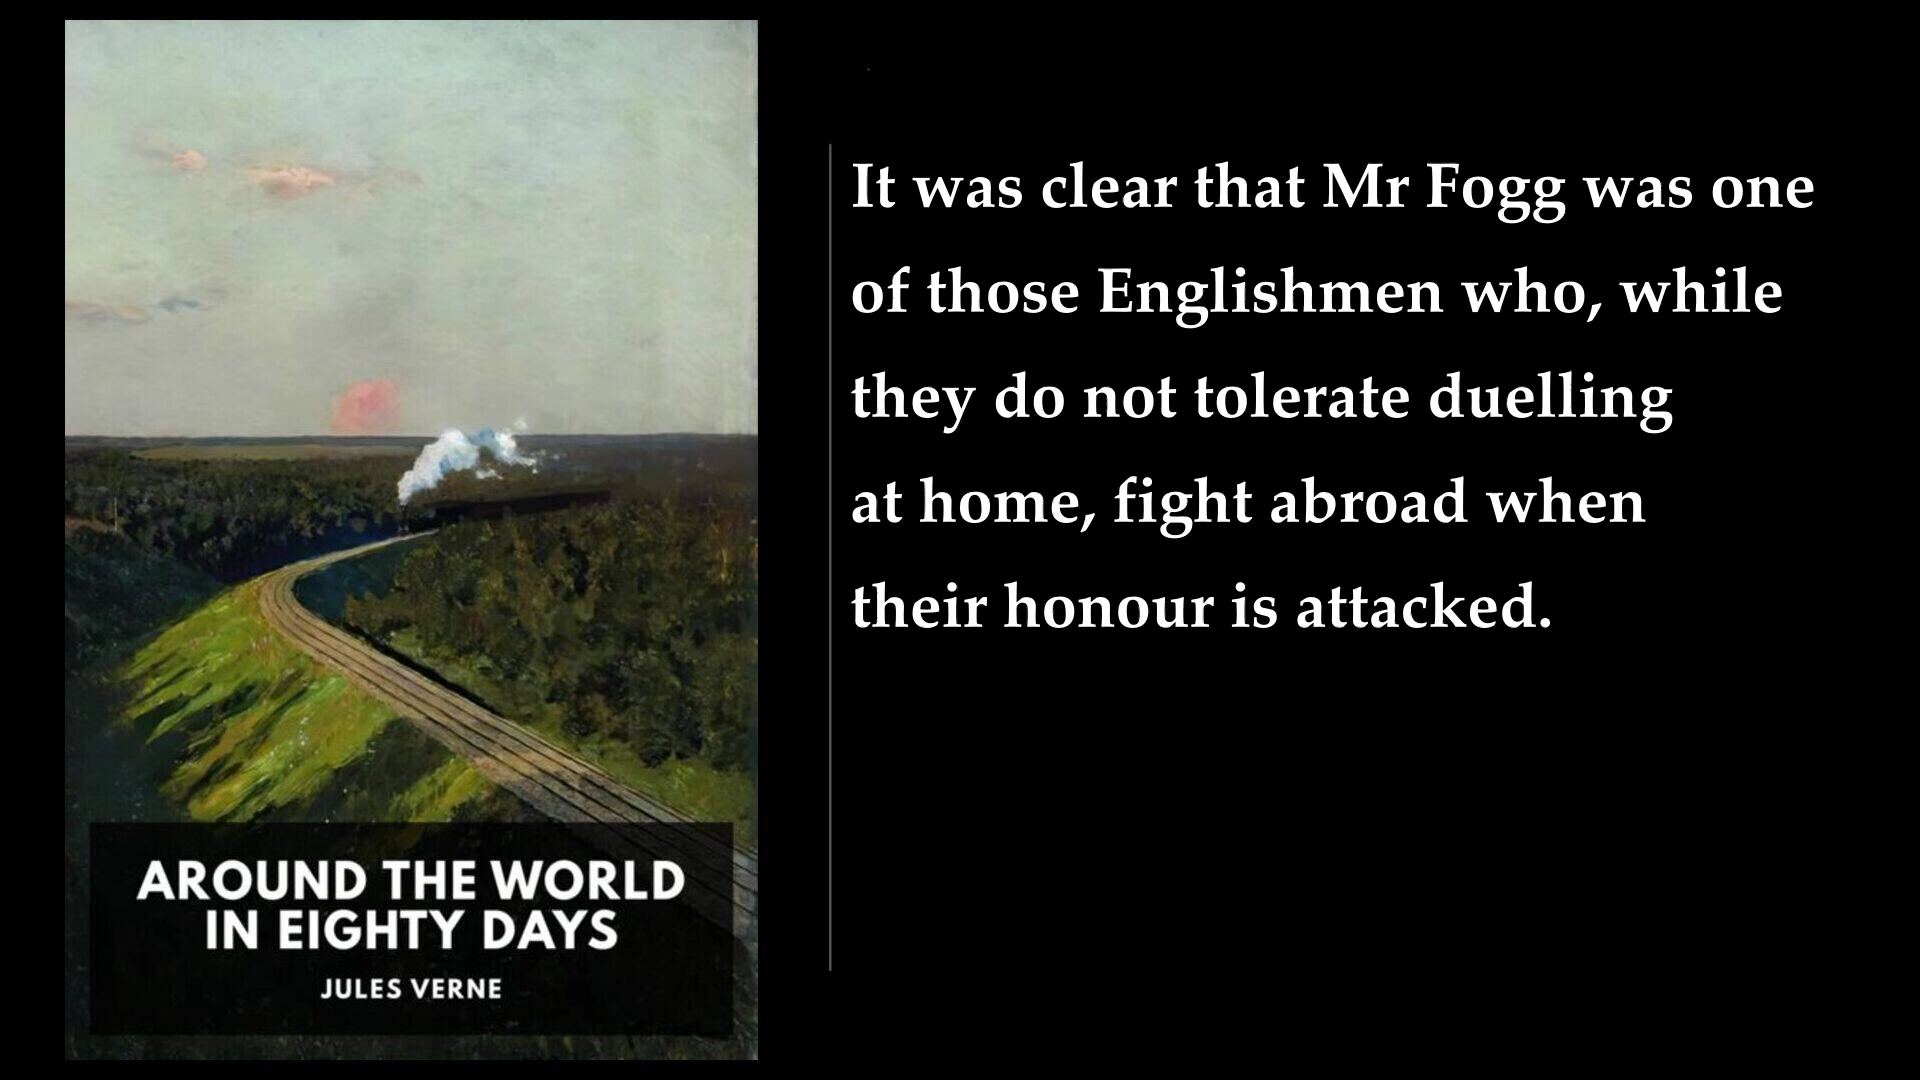 It was clear that Mr Fogg was one
of those Englishmen who, while
they do not tolerate duelling
at home, fight abroad when
their honour is attacked.
AROUND THE WORLD
IN EIGHTY DAYS
JULES VERNE